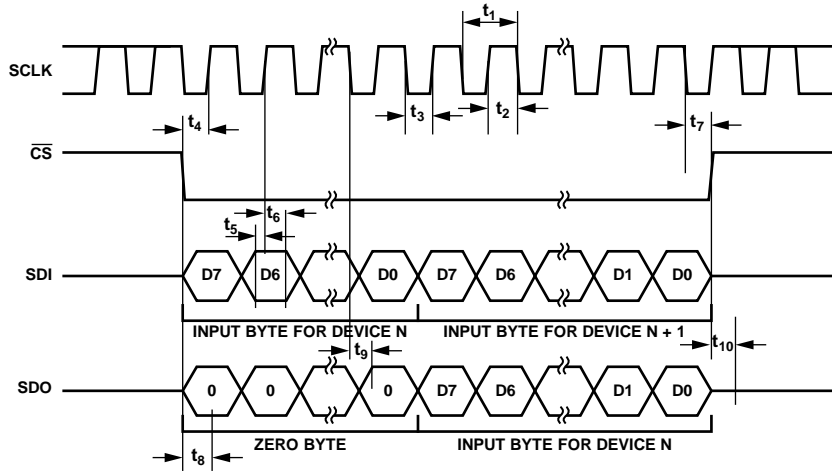 t1
SCLK
t4
t3
t2
t7
CS
t6
t5
SDI
D7
D6
D0
D7
D6
D1
D0
INPUT BYTE FOR DEVICE N
INPUT BYTE FOR DEVICE N + 1
t9
t10
SDO
0
0
0
D7
D6
D1
D0
ZERO BYTE
INPUT BYTE FOR DEVICE N
t8